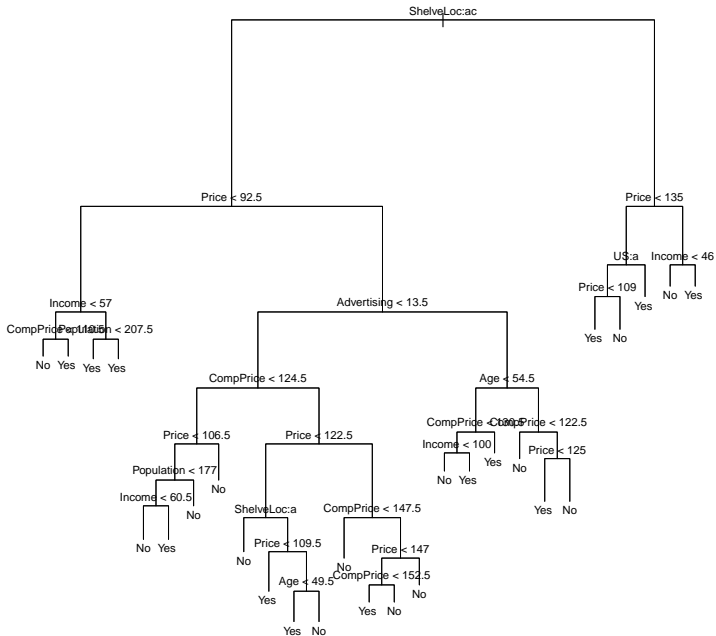 ShelveLoc:ac
Price < 92.5
Price < 135
US:a
Income < 46
Price < 109
No Yes
Yes
Yes No
Income < 57
Advertising < 13.5
Population < 207.5
No Yes
Yes Yes
CompPrice < 124.5
Age < 54.5
CompPrice < 122.5
Price < 106.5
Price < 122.5
Income < 100
Price < 125
Yes
No
No Yes
Population < 177
No
Yes No
Income < 60.5
No
ShelveLoc:a
CompPrice < 147.5
No Yes
Price < 109.5
Price < 147
No
No
CompPrice < 152.5
Age < 49.5
No
Yes
Yes No
Yes No